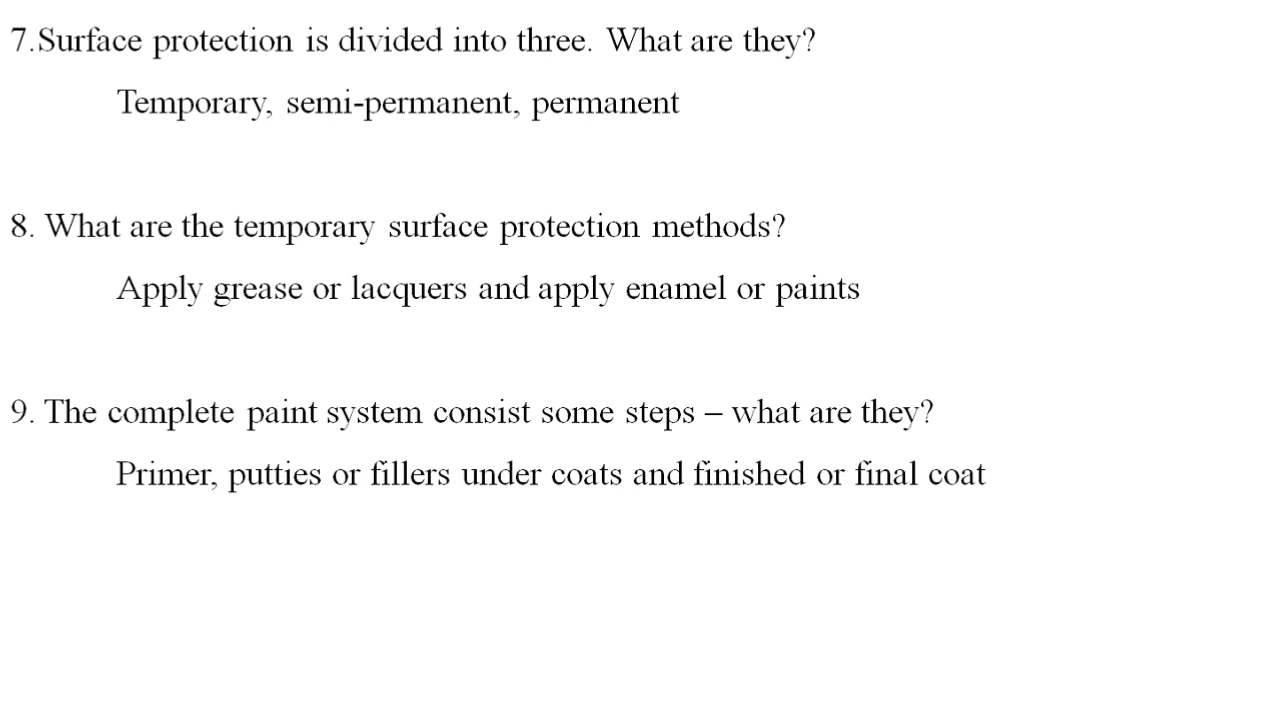 7.Surface protection is divided into three. What are they?
Temporary, semi-permanent, permanent
8. What are the temporary surface protection methods?
Apply grease or lacquers and apply enamel or paints
9. The complete paint system consist some steps – what are they?
Primer, putties or fillers under coats and finished or final coat